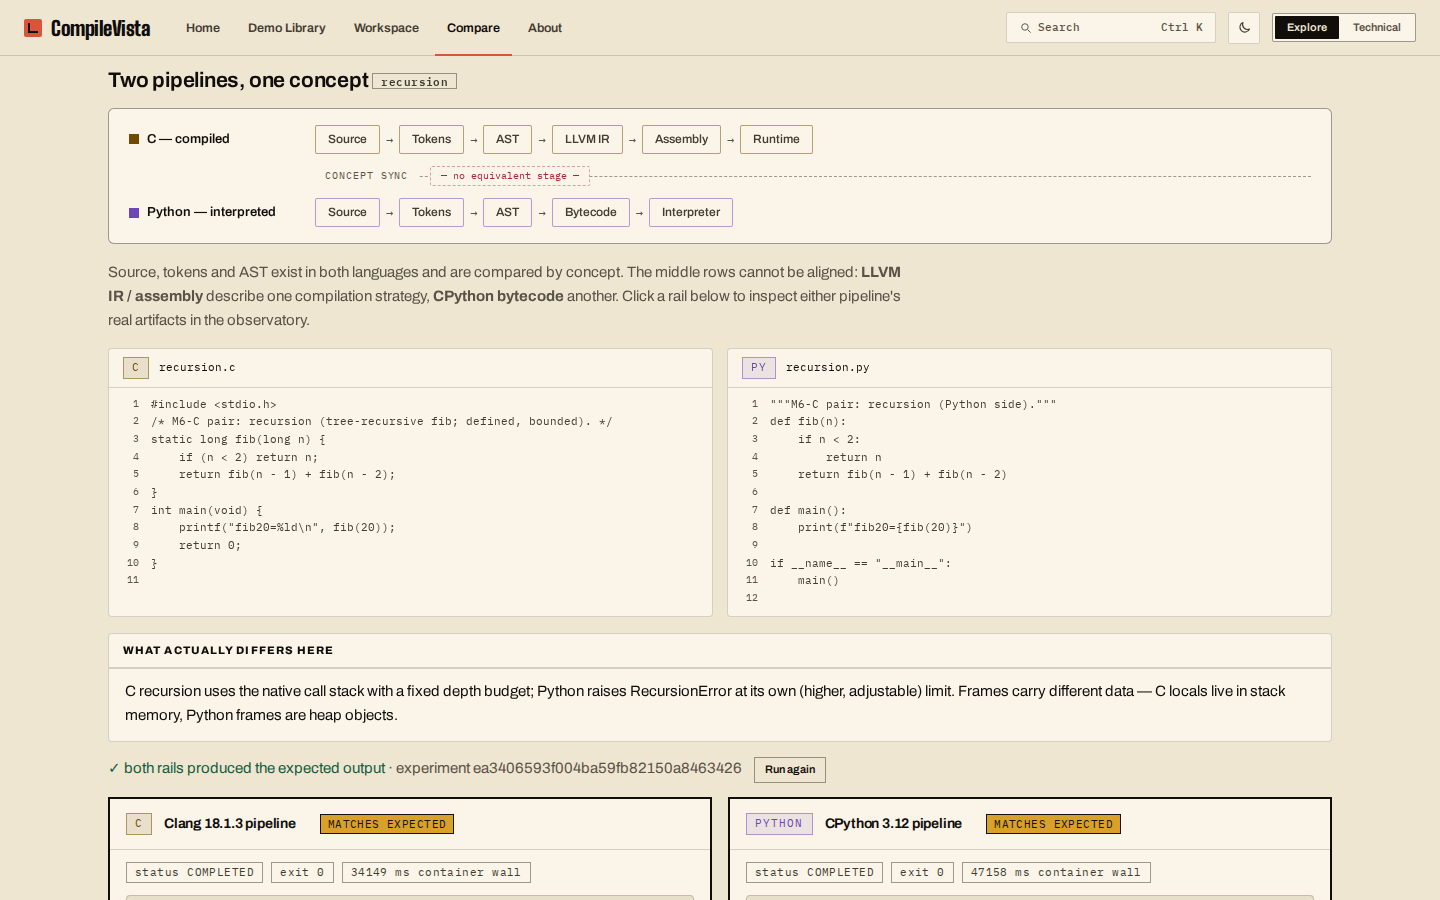 CompileVista Home Demo Library Workspace Compare About Search Ctrl K Explore Technical
Two pipelines, one concept recursion
C — compiled Source → Tokens → AST → LLVM IR → Assembly → Runtime
CONCEPT SYNC — no equivalent stage —
Python — interpreted Source → Tokens → AST → Bytecode → Interpreter
Source, tokens and AST exist in both languages and are compared by concept. The middle rows cannot be aligned: LLVM
IR / assembly describe one compilation strategy, CPython bytecode another. Click a rail below to inspect either pipeline's
real artifacts in the observatory.
C recursion.c
1 #include <stdio.h>
2 /* M6-C pair: recursion (tree-recursive fib; defined, bounded). */
3 static long fib(long n) {
4     if (n < 2) return n;
5     return fib(n - 1) + fib(n - 2);
6 }
7 int main(void) {
8     printf("fib20=%ld\n", fib(20));
9     return 0;
10 }
11
PY recursion.py
1 """M6-C pair: recursion (Python side)."""
2 def fib(n):
3     if n < 2:
4         return n
5     return fib(n - 1) + fib(n - 2)
6
7 def main():
8     print(f"fib20={fib(20)}")
9
10 if __name__ == "__main__":
11     main()
12
WHAT ACTUALLY DIFFERS HERE
C recursion uses the native call stack with a fixed depth budget; Python raises RecursionError at its own (higher, adjustable) limit. Frames carry different data — C locals live in stack
memory, Python frames are heap objects.
✓ both rails produced the expected output · experiment ea3406593f004ba59fb82150a8463426 Run again
C Clang 18.1.3 pipeline MATCHES EXPECTED
status COMPLETED exit 0 34149 ms container wall
PYTHON CPython 3.12 pipeline MATCHES EXPECTED
status COMPLETED exit 0 47158 ms container wall